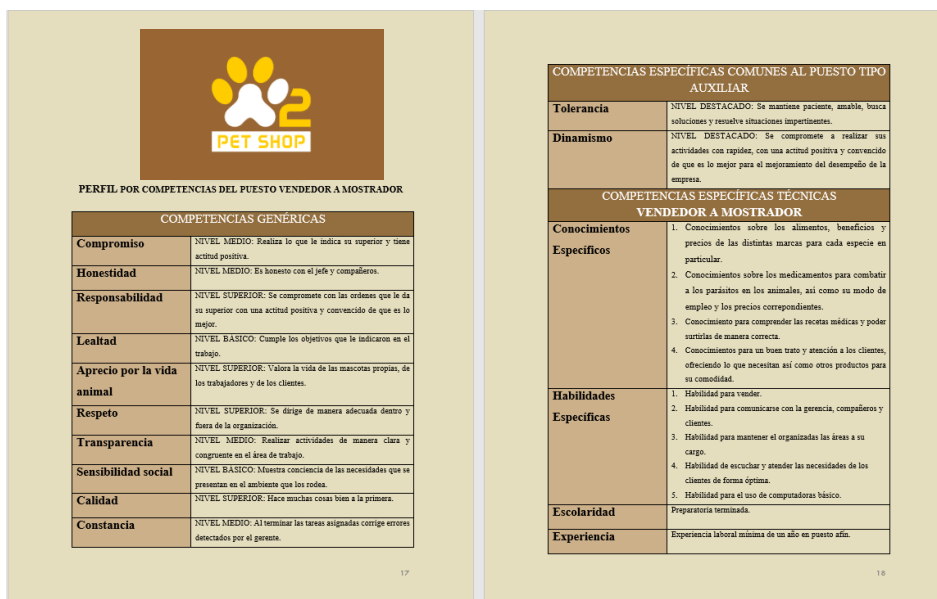 2
PET SHOP
PERFIL POR COMPETENCIAS DEL PUESTO VENDEDOR A MOSTRADOR
COMPETENCIAS GENÉRICAS
Compromiso
NIVEL MEDIO: Realiza lo que le indica su superior y tiene
actitud positiva.
Honestidad
NIVEL MEDIO: Es honesto con el jefe y compañeros.
Responsabilidad
NIVEL SUPERIOR: Se compromete con las ordenes que le da
su superior con una actitud positiva y convencido de que es lo
mejor.
Lealtad
NIVEL BÁSICO: Cumple los objetivos que le indicaron en el
trabajo.
Aprecio por la vida
animal
NIVEL SUPERIOR: Valora la vida de las mascotas propias, de
los trabajadores y de los clientes.
Respeto
NIVEL SUPERIOR: Se dirige de manera adecuada dentro y
fuera de la organización.
Transparencia
NIVEL MEDIO: Realizar actividades de manera clara y
congruente en el área de trabajo.
Sensibilidad social
NIVEL BÁSICO: Muestra conciencia de las necesidades que se
presentan en el ambiente que los rodea.
Calidad
NIVEL SUPERIOR: Hace muchas cosas bien a la primera.
Constancia
NIVEL MEDIO: Al terminar las tareas asignadas corrige errores
detectados por el gerente.
17
COMPETENCIAS ESPECÍFICAS COMUNES AL PUESTO TIPO
AUXILIAR
Tolerancia
NIVEL DESTACADO: Se mantiene paciente, amable, busca
soluciones y resuelve situaciones impertinentes.
Dinamismo
NIVEL DESTACADO: Se compromete a realizar sus
actividades con rapidez, con una actitud positiva y convencido
de que es lo mejor para el mejoramiento del desempeño de la
empresa.
COMPETENCIAS ESPECÍFICAS TÉCNICAS
VENDEDOR A MOSTRADOR
Conocimientos
Específicos
1. Conocimientos sobre los alimentos, beneficios y
precios de las distintas marcas para cada especie en
particular.
2. Conocimientos sobre los medicamentos para combatir
a los parásitos en los animales, así como su modo de
empleo y los precios correpondientes.
3. Conocimiento para comprender las recetas médicas y poder
surtirlas de manera correcta.
4. Conocimientos para un buen trato y atención a los clientes,
ofreciendo lo que necesitan así como otros productos para
su comodidad.
Habilidades
Específicas
1. Habilidad para vender.
2. Habilidad para comunicarse con la gerencia, compañeros y
clientes.
3. Habilidad para mantener el organizadas las áreas a su
cargo.
4. Habilidad de escuchar y atender las necesidades de los
clientes de forma óptima.
5. Habilidad para el uso de computadoras básico.
Escolaridad
Preparatoria terminada.
Experiencia
Experiencia laboral mínima de un año en puesto afín.
18